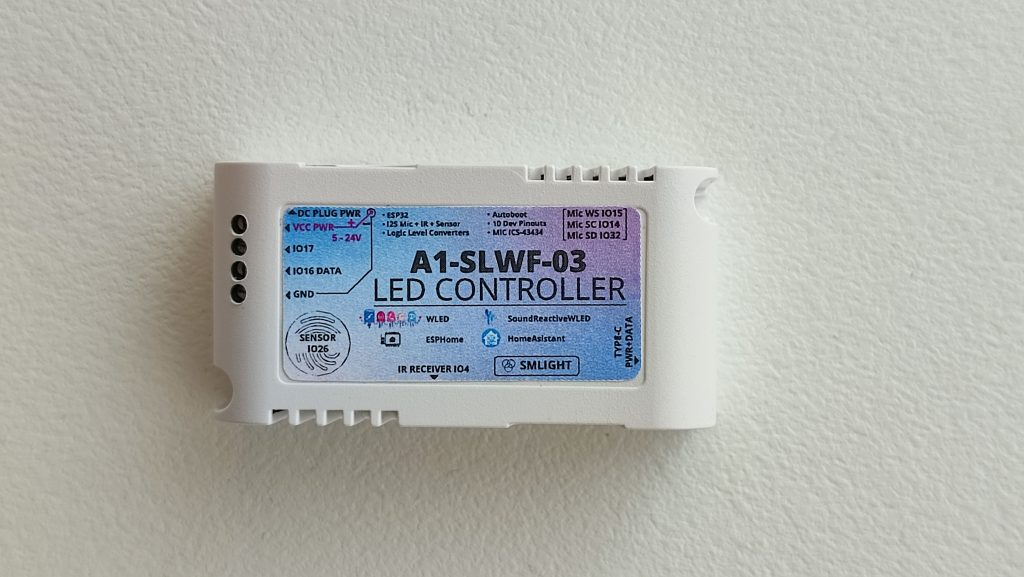 DC PLUG PWR
VCC PWR
+
5 - 24V
IO17
IO16 DATA
GND
• ESP32
• I2S Mic + IR + Sensor
• Logic Level Converters
• Autoboot
• 10 Dev Pinouts
• MIC ICS-43434
Mic WS IO15
Mic SC IO14
Mic SD IO32
A1-SLWF-03
LED CONTROLLER
WLED
SoundReactiveWLED
ESPHome
HomeAsistant
SENSOR
IO26
IR RECEIVER IO4
SMLIGHT
TYPE-C
PWR+DATA